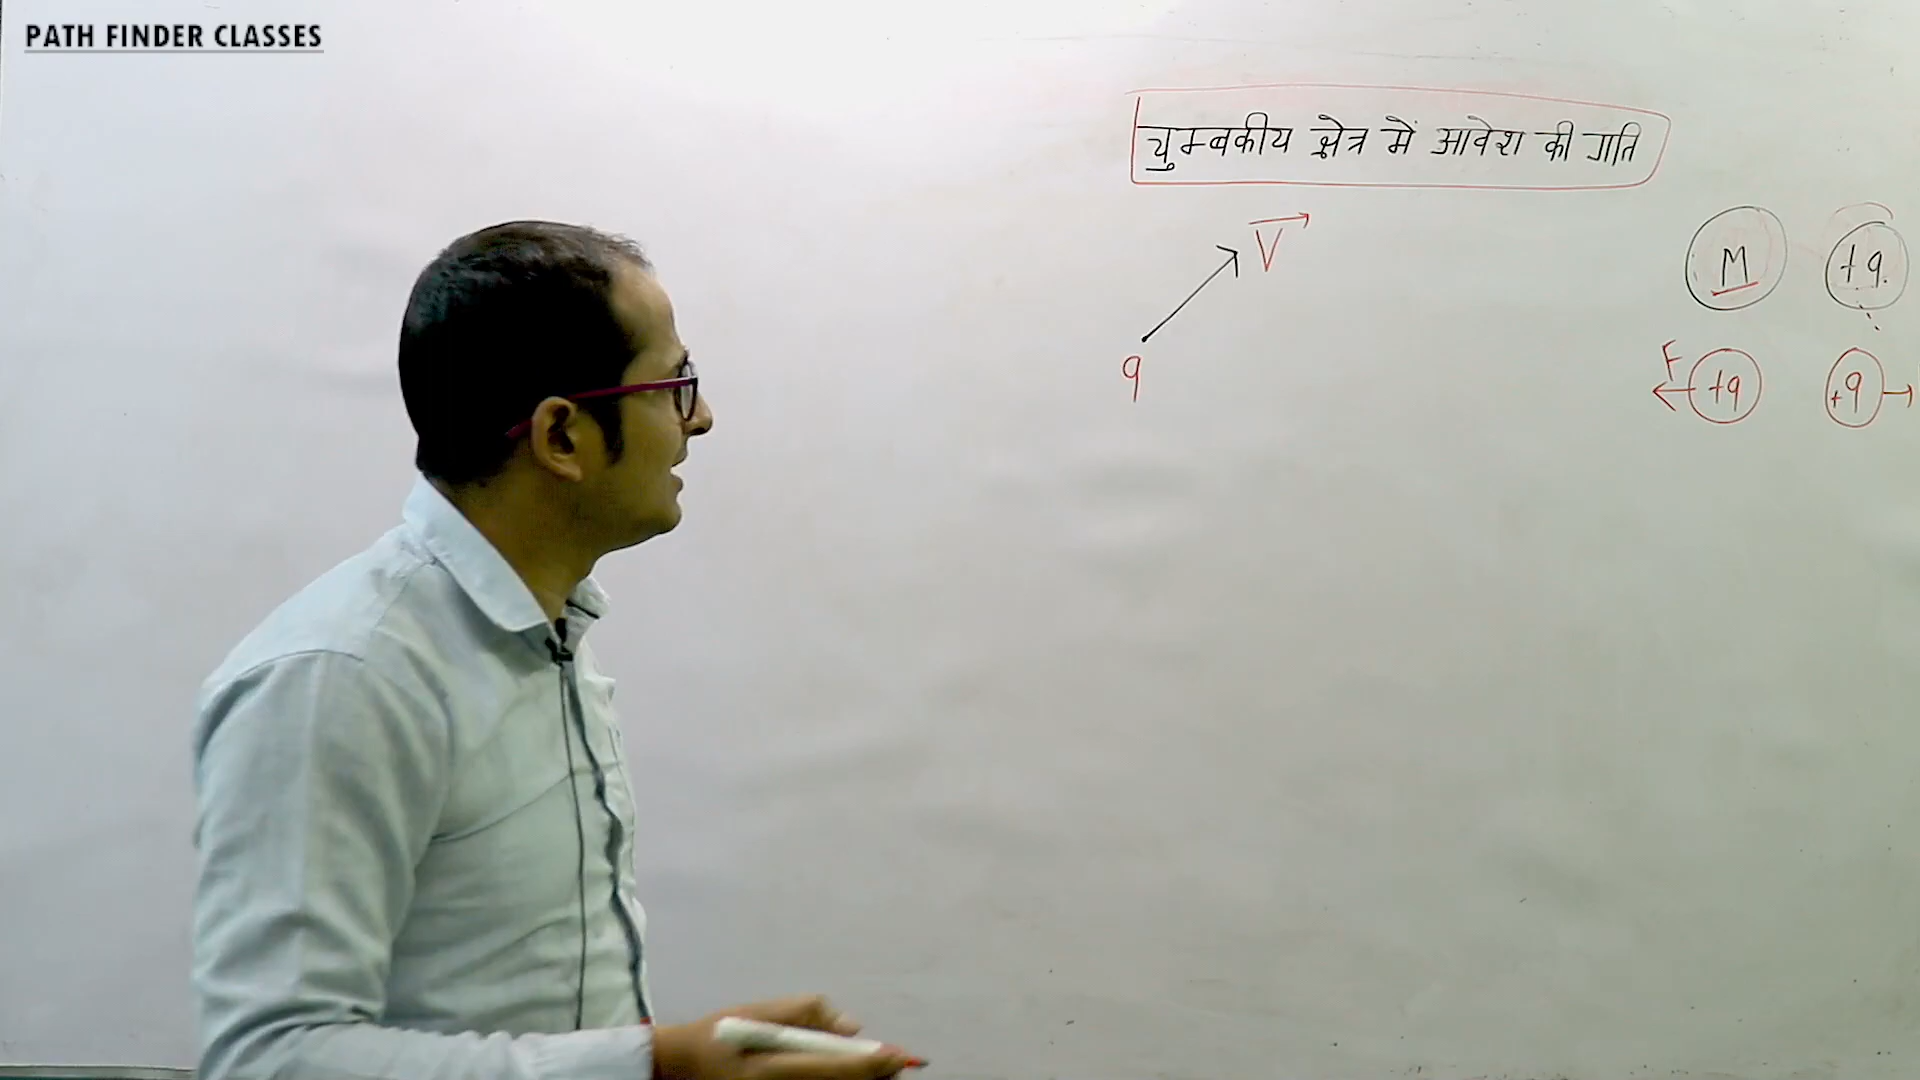 PATH FINDER CLASSES
चुम्बकीय क्षेत्र में आवेश की गति
V
q
M +q
F
+q +q